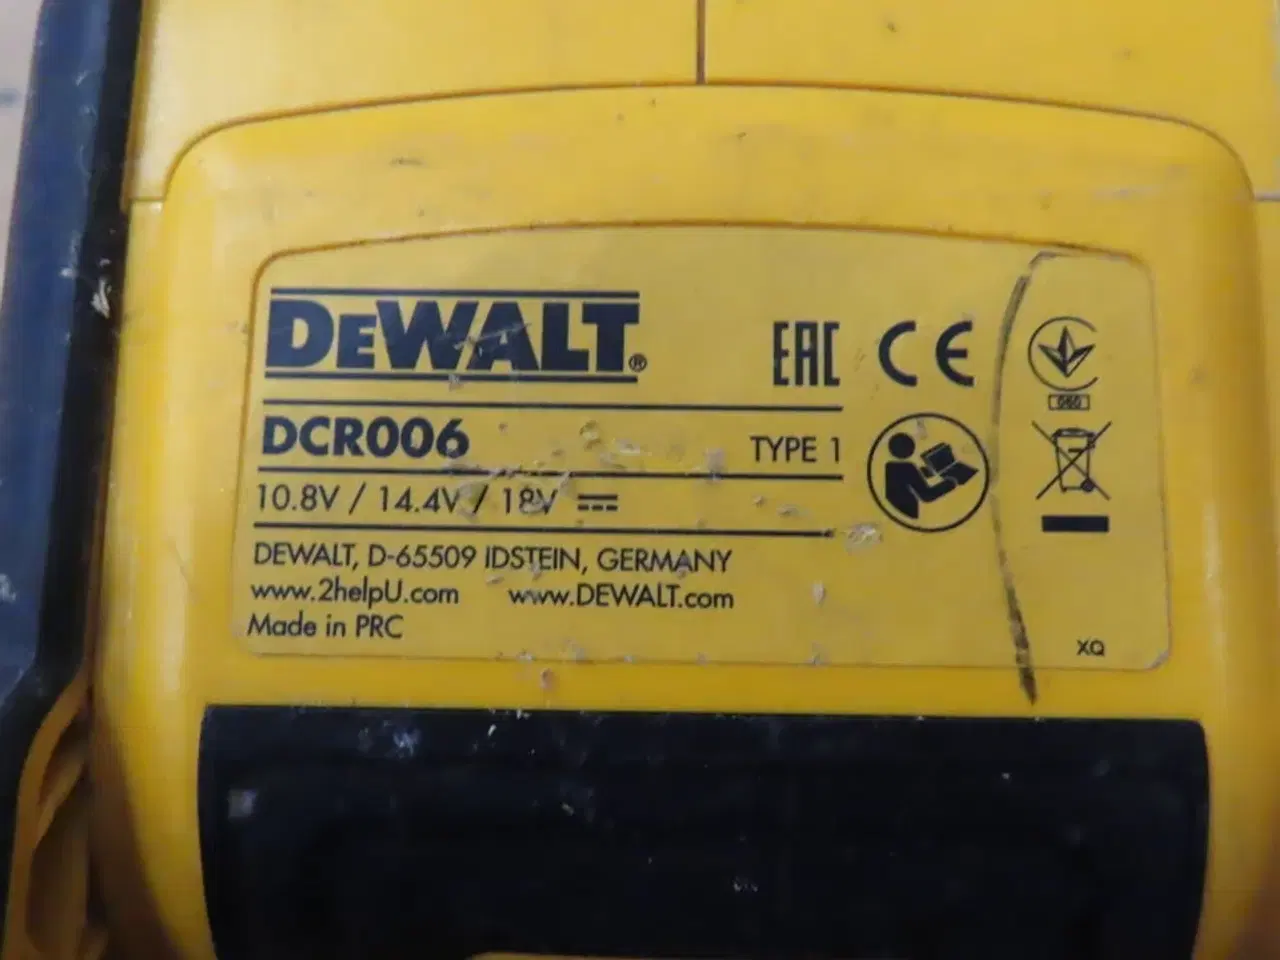 DEWALT®
EAC CE
DCR006
TYPE 1
060
10.8V / 14.4V / 18V
DEWALT, D-65509 IDSTEIN, GERMANY
www.2helpU.com www.DEWALT.com
Made in PRC
XQ